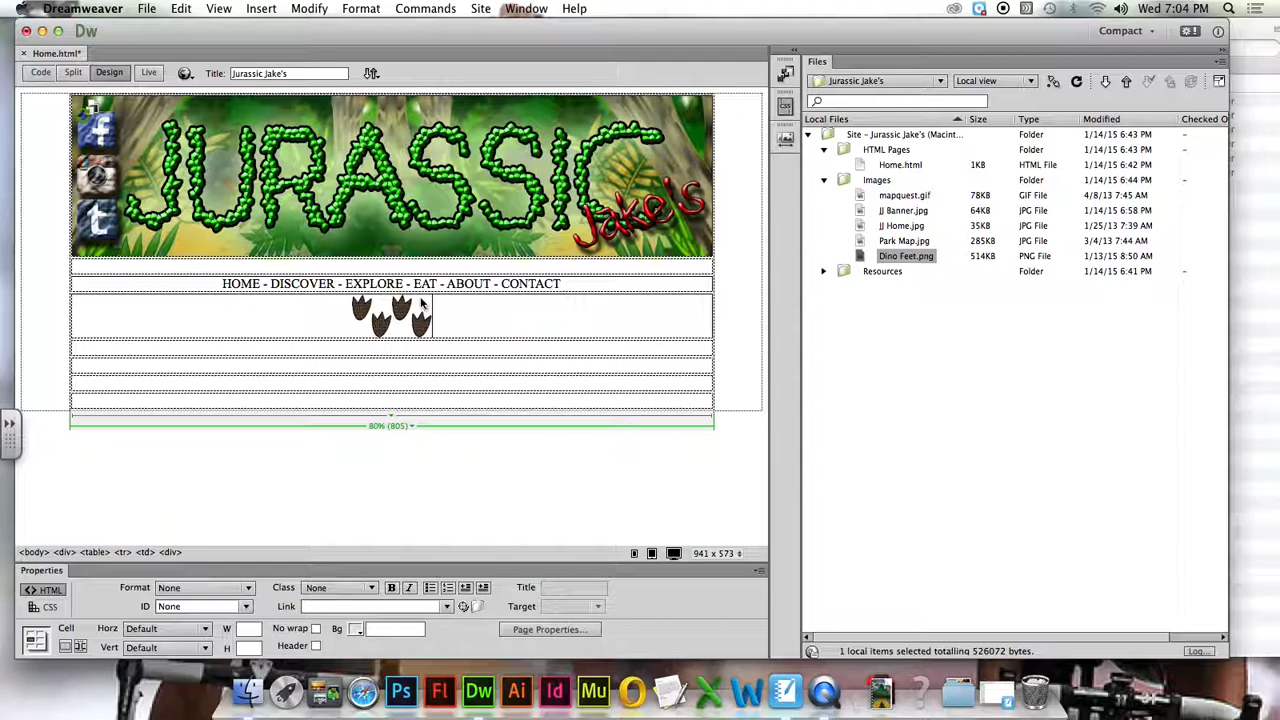 Dreamweaver File Edit View Insert Modify Format Commands Site Window Help Wed 7:04 PM
Dw Compact
Home.html*
Code Split Design Live Title: Jurassic Jake's
Files
Jurassic Jake's Local view
Local Files Size Type Modified Checked O
Site – Jurassic Jake's (Macint... Folder 1/14/15 6:43 PM –
HTML Pages Folder 1/14/15 6:43 PM –
Home.html 1KB HTML File 1/14/15 6:42 PM
Images Folder 1/14/15 6:44 PM –
mapquest.gif 78KB GIF File 4/8/13 7:45 AM
JJ Banner.jpg 64KB JPG File 1/14/15 6:58 PM
JJ Home.jpg 35KB JPG File 1/25/13 7:39 AM
Park Map.jpg 285KB JPG File 3/4/13 7:44 AM
Dino Feet.png 514KB PNG File 1/13/15 8:50 AM
Resources Folder 1/14/15 6:41 PM –
f
t
JURASSIC
Jake's
HOME - DISCOVER - EXPLORE - EAT - ABOUT - CONTACT
80% (805)
<body> <div> <table> <tr> <td> <div> 941 x 573
Properties
<> HTML Format None Class None B I Title
CSS ID None Link Target
Cell Horz Default W No wrap Bg Page Properties...
Vert Default H Header
1 local items selected totalling 526072 bytes. Log...
Ps Fl Dw Ai Id Mu